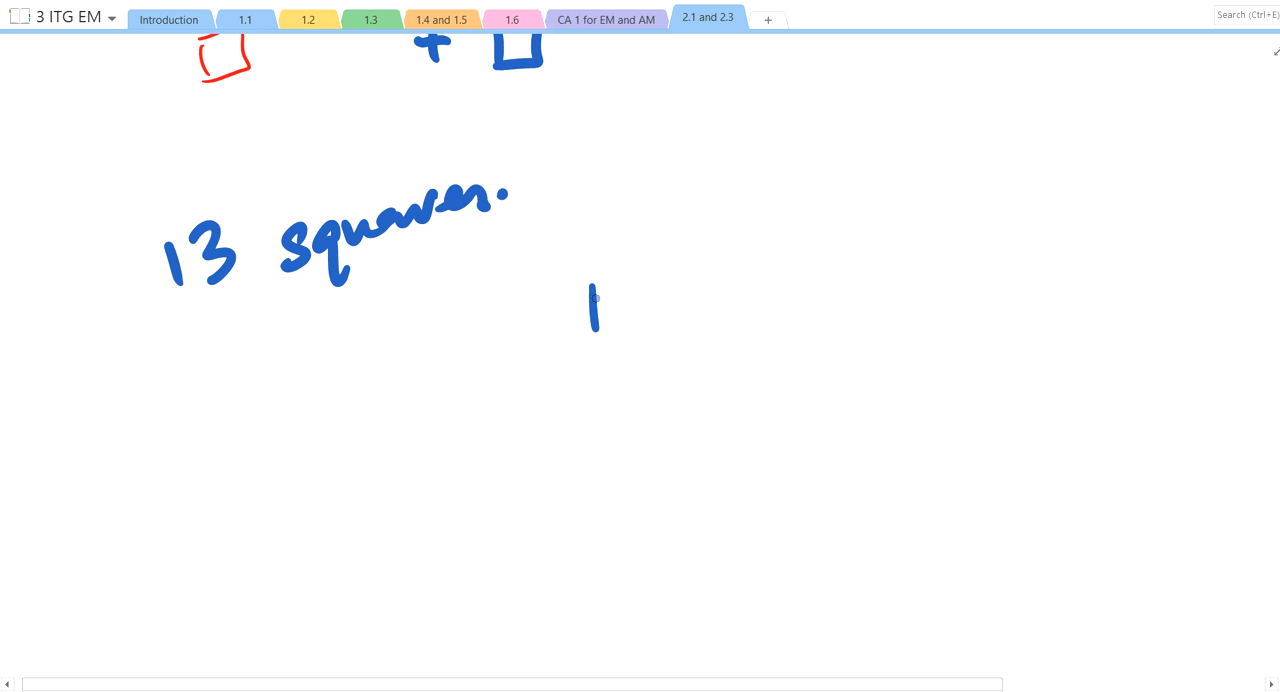 3 ITG EM
Introduction
1.1
1.2
1.3
1.4 and 1.5
1.6
CA 1 for EM and AM
2.1 and 2.3
+
Search (Ctrl+E)
+
13 squares.
1